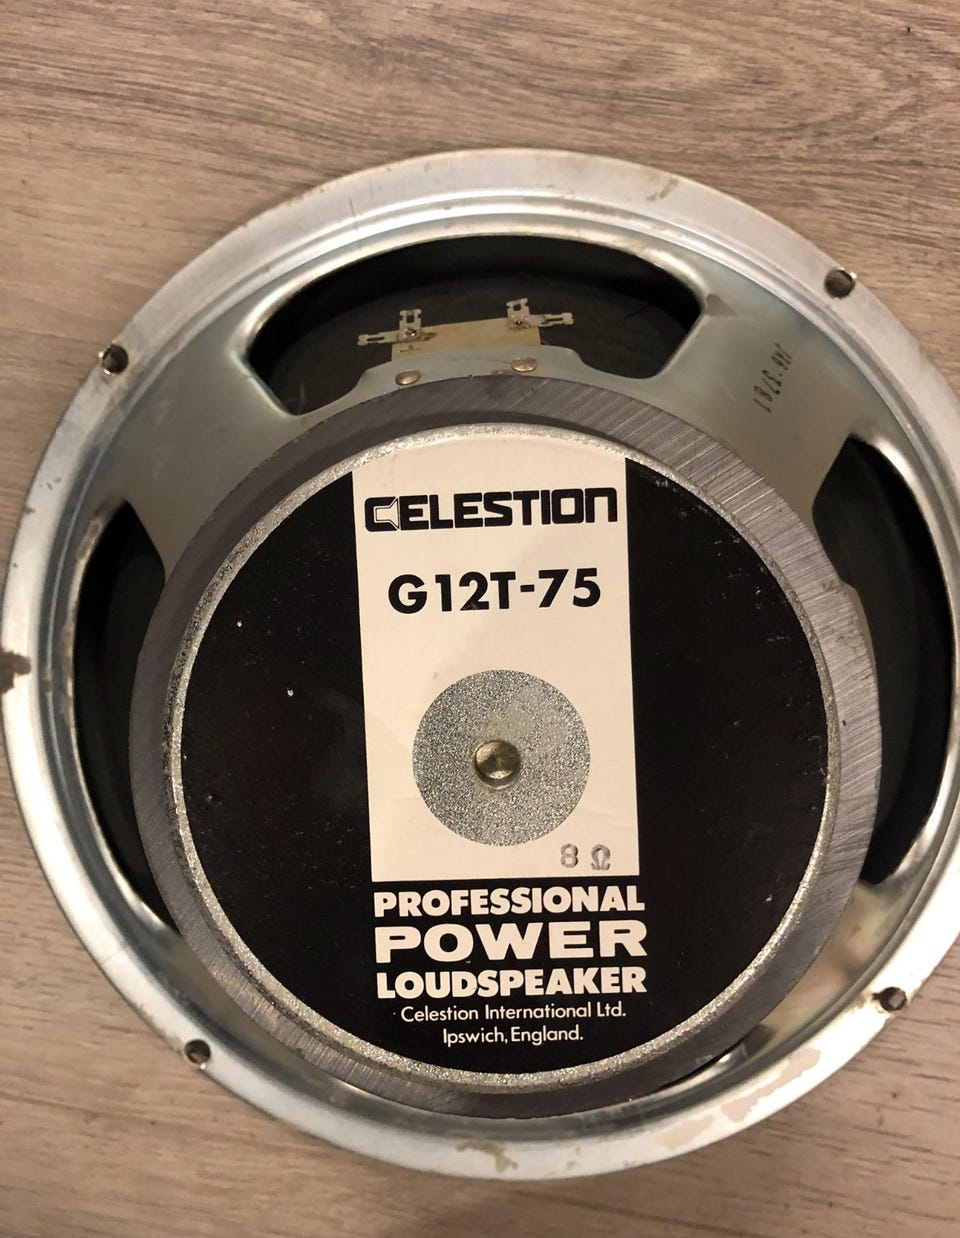 CELESTION
G12T-75
8 Ω
PROFESSIONAL
POWER
LOUDSPEAKER
Celestion International Ltd.
Ipswich, England.